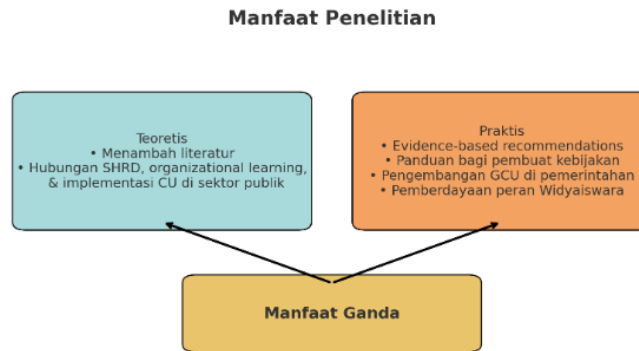 Manfaat Penelitian
Teoretis
• Menambah literatur
• Hubungan SHRD, organizational learning,
& implementasi CU di sektor publik
Praktis
• Evidence-based recommendations
• Panduan bagi pembuat kebijakan
• Pengembangan GCU di pemerintahan
• Pemberdayaan peran Widyaiswara
Manfaat Ganda